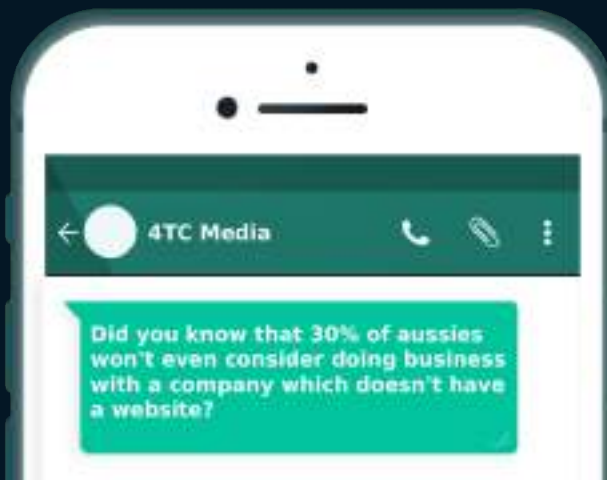 4TC Media
Did you know that 30% of aussies
won't even consider doing business
with a company which doesn't have
a website?